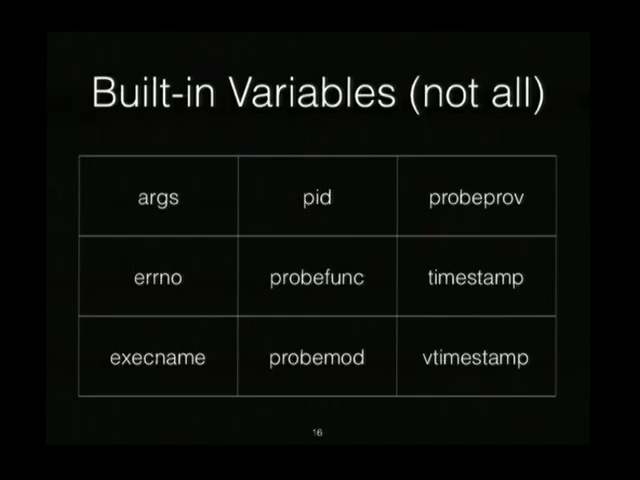 Built-in Variables (not all)
args pid probeprov
errno probefunc timestamp
execname probemod vtimestamp
16